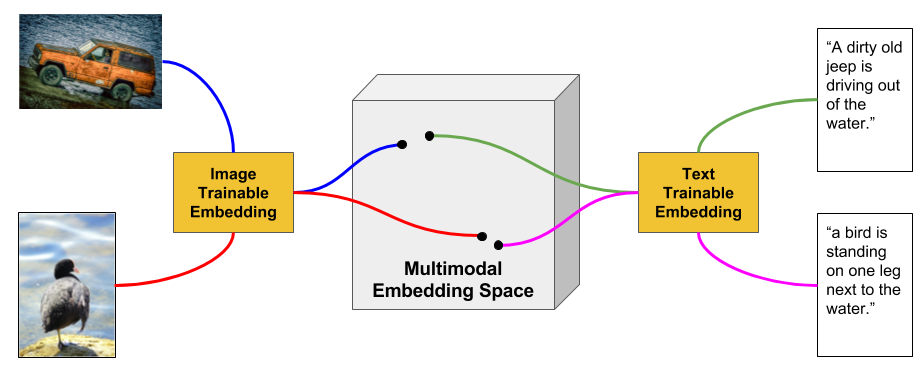 Image
Trainable
Embedding
Multimodal
Embedding Space
Text
Trainable
Embedding
“A dirty old
jeep is
driving out
of the
water.”
“a bird is
standing
on one leg
next to the
water.”